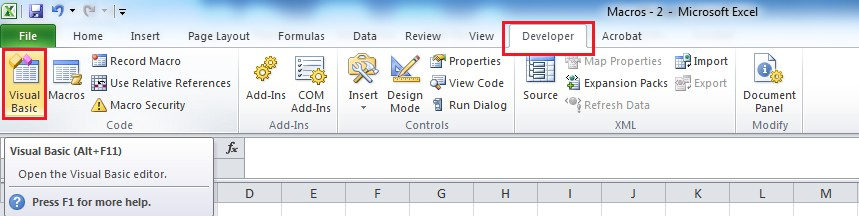 Macros - 2 - Microsoft Excel
File Home Insert Page Layout Formulas Data Review View Developer Acrobat
Visual Basic
Macros
Record Macro
Use Relative References
Macro Security
Code
Add-Ins
COM Add-Ins
Add-Ins
Insert
Design Mode
Properties
View Code
Run Dialog
Controls
Source
Map Properties
Expansion Packs
Refresh Data
Import
Export
XML
Document Panel
Modify
Visual Basic (Alt+F11)
Open the Visual Basic editor.
Press F1 for more help.
fx
D E F G H I J K L M